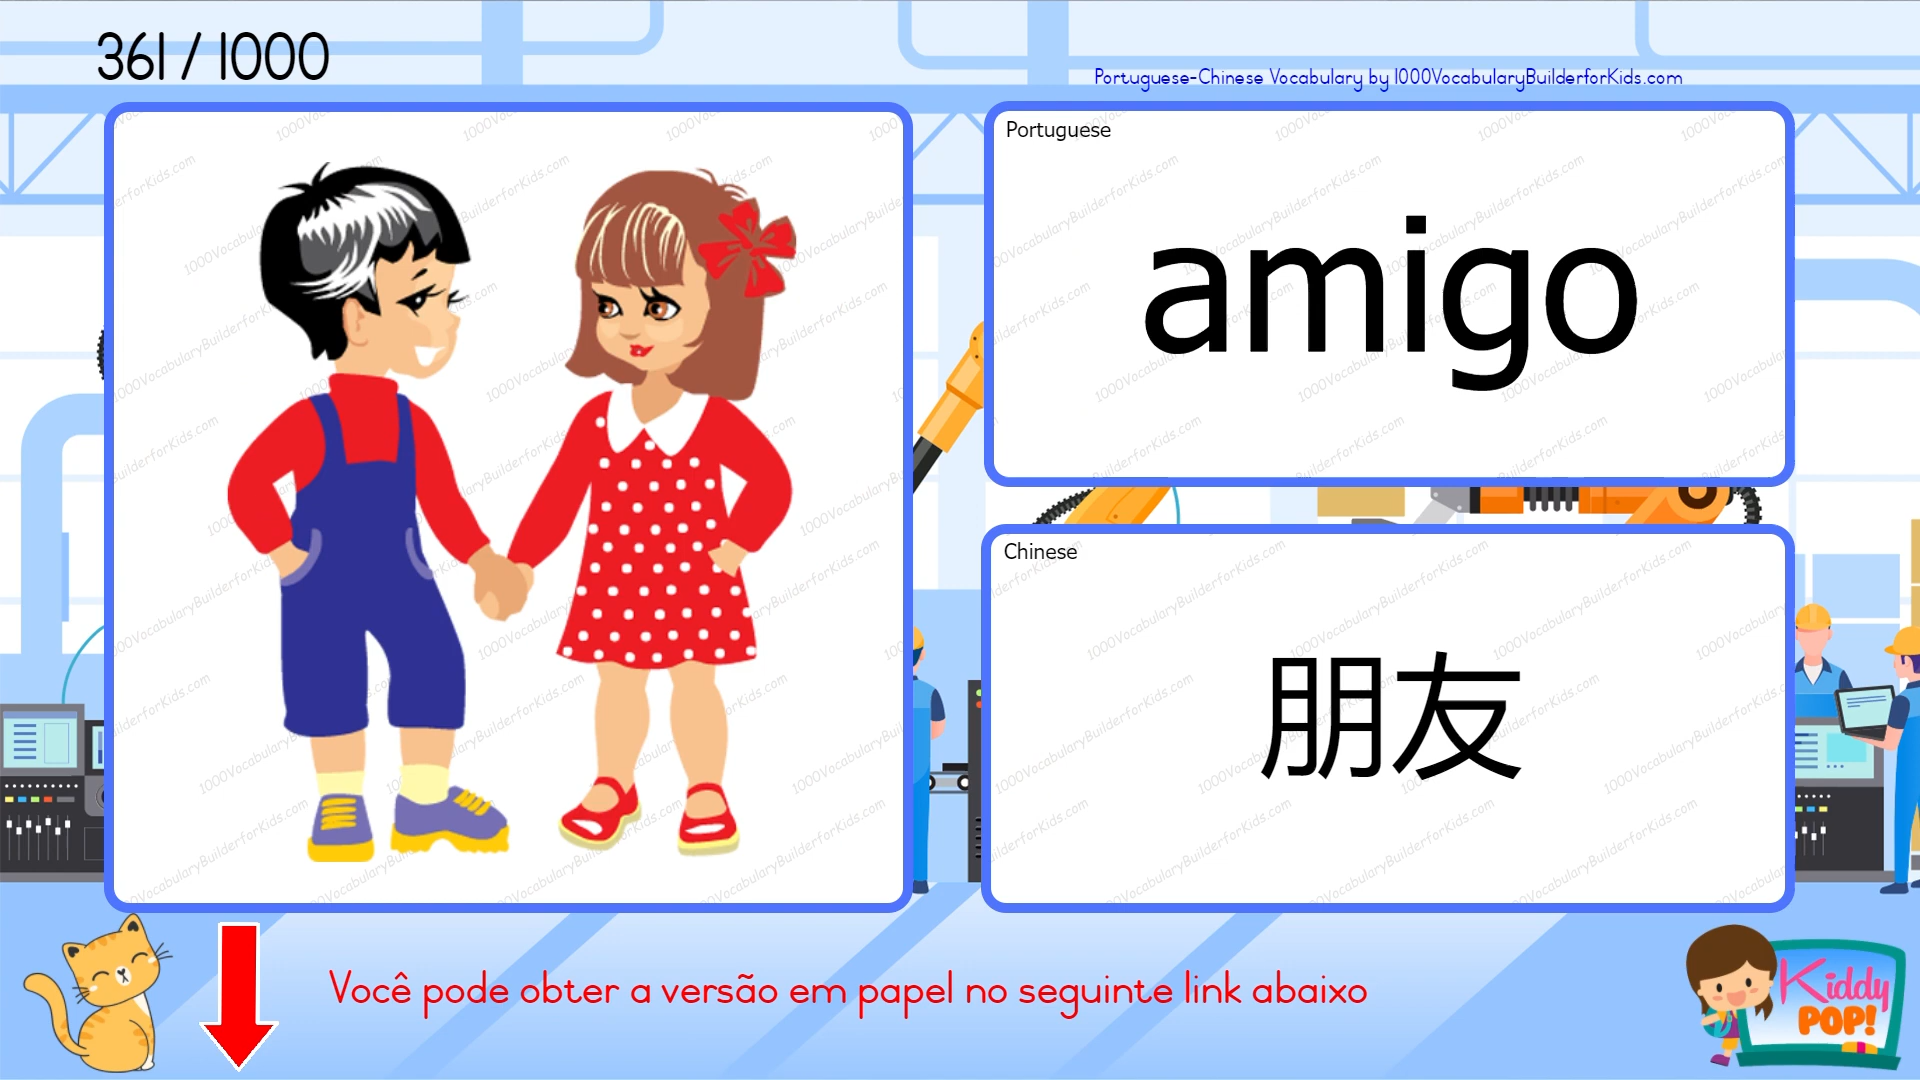 361 / 1000
Portuguese-Chinese Vocabulary by 1000VocabularyBuilderforKids.com
Portuguese
amigo
Chinese
朋友
Você pode obter a versão em papel no seguinte link abaixo
Kiddy
POP!